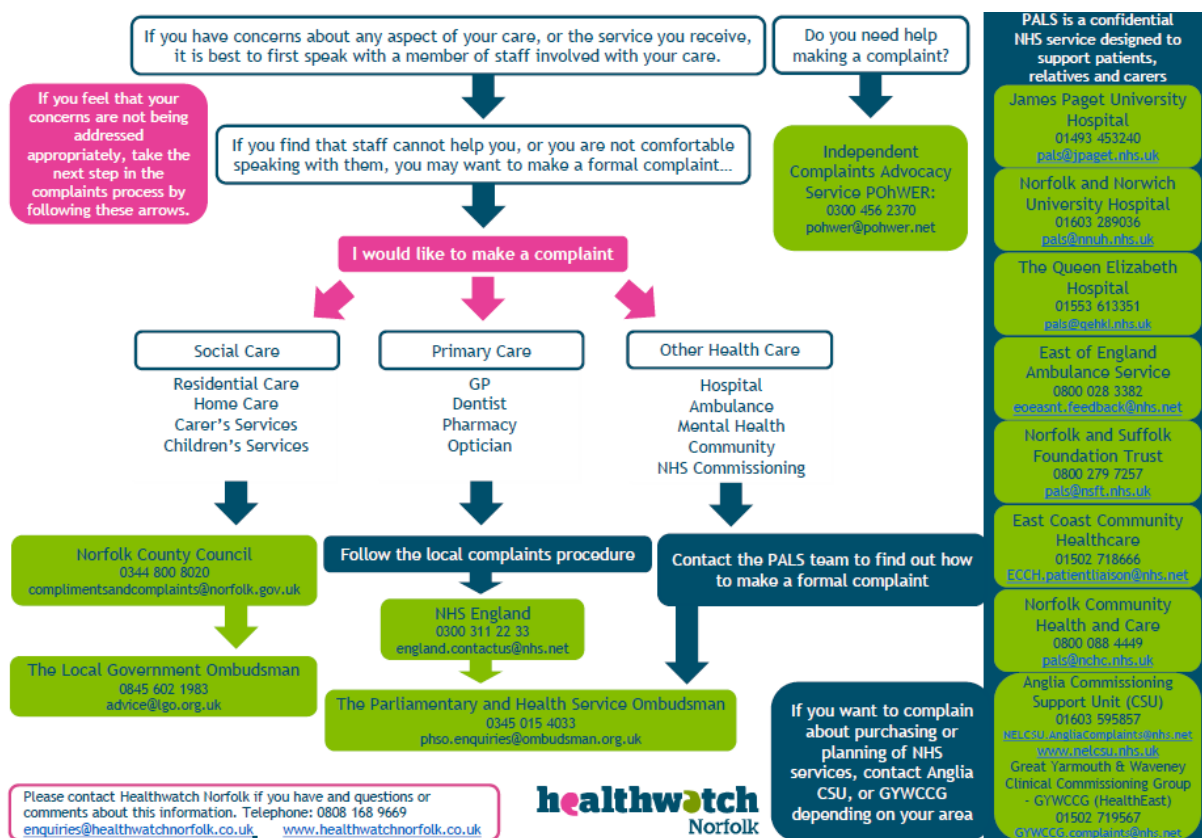 If you have concerns about any aspect of your care, or the service you receive,
it is best to first speak with a member of staff involved with your care.
Do you need help
making a complaint?
If you feel that your
concerns are not being
addressed
appropriately, take the
next step in the
complaints process by
following these arrows.
If you find that staff cannot help you, or you are not comfortable
speaking with them, you may want to make a formal complaint…
Independent
Complaints Advocacy
Service POhWER:
0300 456 2370
pohwer@pohwer.net
I would like to make a complaint
Social Care
Residential Care
Home Care
Carer’s Services
Children’s Services
Primary Care
GP
Dentist
Pharmacy
Optician
Other Health Care
Hospital
Ambulance
Mental Health
Community
NHS Commissioning
Norfolk County Council
0344 800 8020
complimentsandcomplaints@norfolk.gov.uk
The Local Government Ombudsman
0845 602 1983
advice@lgo.org.uk
Follow the local complaints procedure
NHS England
0300 311 22 33
england.contactus@nhs.net
Contact the PALS team to find out how
to make a formal complaint
The Parliamentary and Health Service Ombudsman
0345 015 4033
phso.enquiries@ombudsman.org.uk
If you want to complain
about purchasing or
planning of NHS
services, contact Anglia
CSU, or GYWCCG
depending on your area
Please contact Healthwatch Norfolk if you have and questions or
comments about this information. Telephone: 0808 168 9669
enquiries@healthwatchnorfolk.co.uk www.healthwatchnorfolk.co.uk
healthwatch
Norfolk
PALS is a confidential
NHS service designed to
support patients,
relatives and carers
James Paget University
Hospital
01493 453240
pals@jpaget.nhs.uk
Norfolk and Norwich
University Hospital
01603 289036
pals@nnuh.nhs.uk
The Queen Elizabeth
Hospital
01553 613351
pals@qehkl.nhs.uk
East of England
Ambulance Service
0800 028 3382
eoeasnt.feedback@nhs.net
Norfolk and Suffolk
Foundation Trust
0800 279 7257
pals@nsft.nhs.uk
East Coast Community
Healthcare
01502 718666
ECCH.patientliaison@nhs.net
Norfolk Community
Health and Care
0800 088 4449
pals@nchc.nhs.uk
Anglia Commissioning
Support Unit (CSU)
01603 595857
NELCSU.AngliaComplaints@nhs.net
www.nelcsu.nhs.uk
Great Yarmouth & Waveney
Clinical Commissioning Group
- GYWCCG (HealthEast)
01502 719567
GYWCCG.complaints@nhs.net